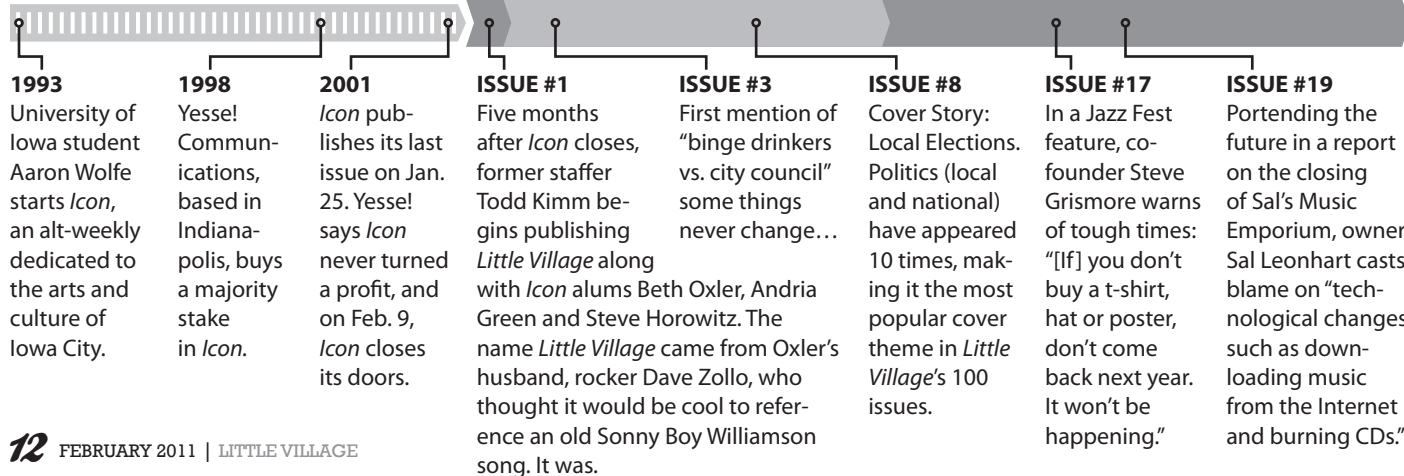 1993
University of
Iowa student
Aaron Wolfe
starts Icon,
an alt-weekly
dedicated to
the arts and
culture of
Iowa City.
1998
Yesse!
Commun-
ications,
based in
Indiana-
polis, buys
a majority
stake
in Icon.
2001
Icon pub-
lishes its last
issue on Jan.
25. Yesse!
says Icon
never turned
a profit, and
on Feb. 9,
Icon closes
its doors.
ISSUE #1
Five months
after Icon closes,
former staffer
Todd Kimm be-
gins publishing
Little Village along
with Icon alums Beth Oxler, Andria
Green and Steve Horowitz. The
name Little Village came from Oxler's
husband, rocker Dave Zollo, who
thought it would be cool to refer-
ence an old Sonny Boy Williamson
song. It was.
ISSUE #3
First mention of
“binge drinkers
vs. city council”
some things
never change…
ISSUE #8
Cover Story:
Local Elections.
Politics (local
and national)
have appeared
10 times, mak-
ing it the most
popular cover
theme in Little
Village's 100
issues.
ISSUE #17
In a Jazz Fest
feature, co-
founder Steve
Grismore warns
of tough times:
“[If] you don't
buy a t-shirt,
hat or poster,
don't come
back next year.
It won't be
happening.”
ISSUE #19
Portending the
future in a report
on the closing
of Sal's Music
Emporium, owner
Sal Leonhart casts
blame on “tech-
nological changes
such as down-
loading music
from the Internet
and burning CDs.”
12 FEBRUARY 2011 | LITTLE VILLAGE